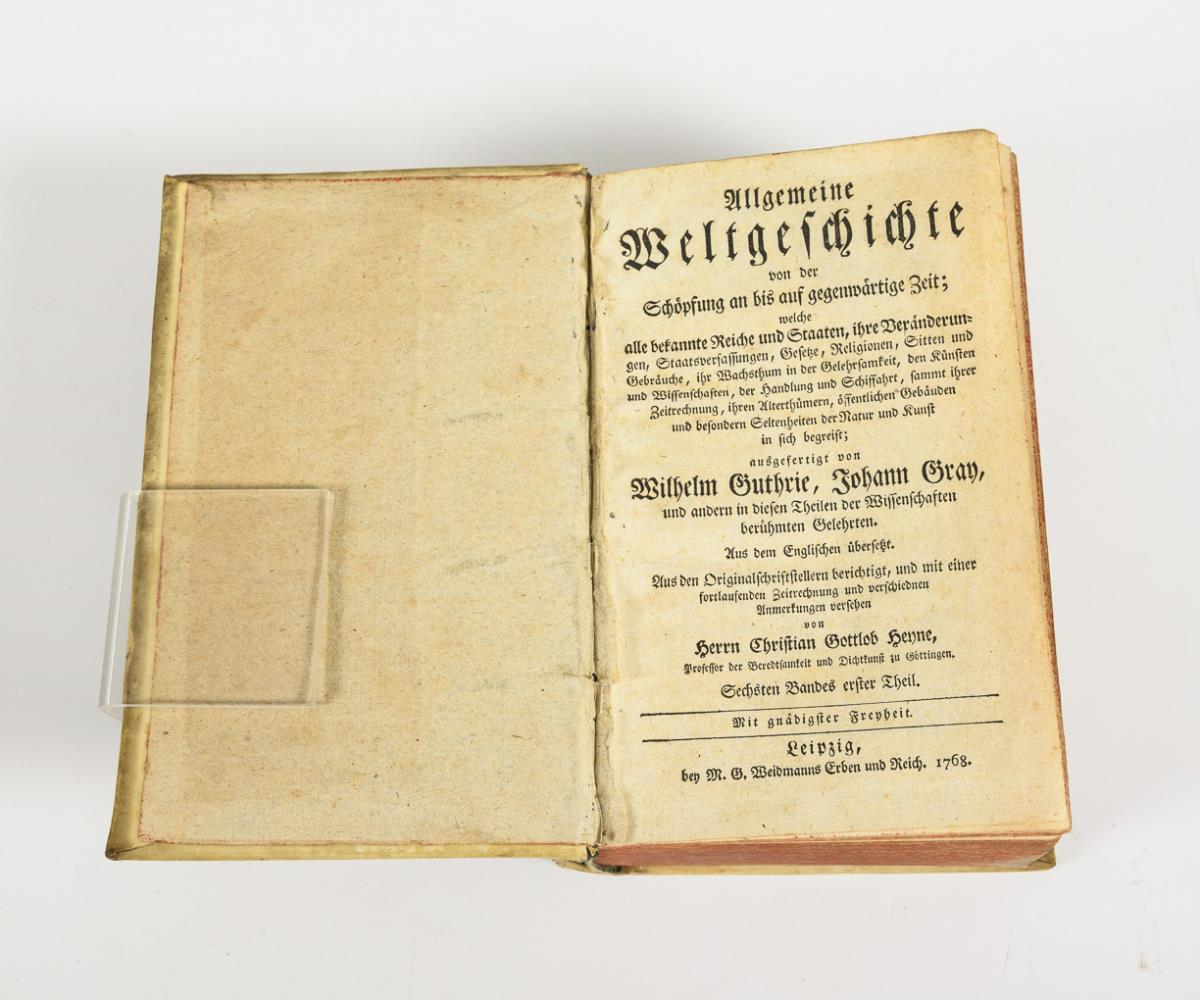 Allgemeine
Weltgeschichte
von der
Schöpfung an bis auf gegenwärtige Zeit;
welche
alle bekannte Reiche und Staaten, ihre Veränderun-
gen, Staatsverfassungen, Gesetze, Religionen, Sitten und
Gebräuche, ihr Wachsthum in der Gelehrsamkeit, den Künsten
und Wissenschaften, der Handlung und Schiffahrt, sammt ihrer
Zeitrechnung, ihren Alterthümern, öffentlichen Gebäuden
und besondern Seltenheiten der Natur und Kunst
in sich begreift;
ausgefertigt von
Wilhelm Guthrie, Johann Gray,
und andern in diesen Theilen der Wissenschaften
berühmten Gelehrten.
Aus dem Englischen übersetzt.
Aus den Originalschriftstellern berichtigt, und mit einer
fortlaufenden Zeitrechnung und verschiednen
Anmerkungen versehen
von
Herrn Christian Gottlob Heyne,
Professor der Beredtsamkeit und Dichtkunst zu Göttingen.
Sechsten Bandes erster Theil.
Mit gnädigster Freyheit.
Leipzig,
bey M. G. Weidmanns Erben und Reich. 1768.